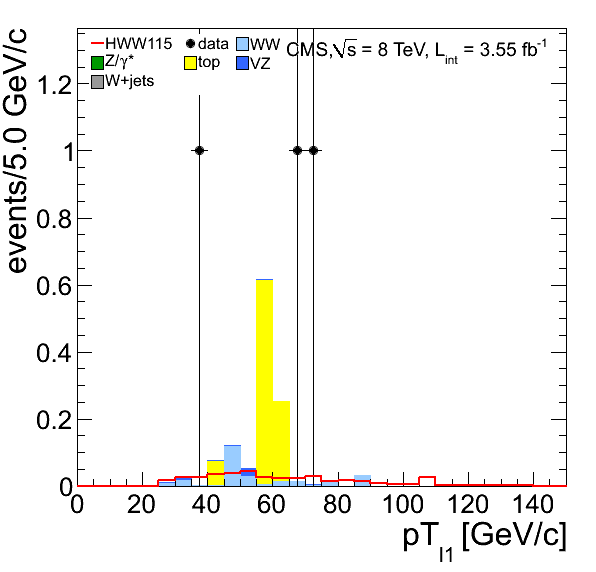 HWW115 data WW CMS,√s = 8 TeV, L_int = 3.55 fb⁻¹
Z/γ* top VZ
W+jets
events/5.0 GeV/c
1.2
1
0.8
0.6
0.4
0.2
0
0 20 40 60 80 100 120 140
pT_l1 [GeV/c]